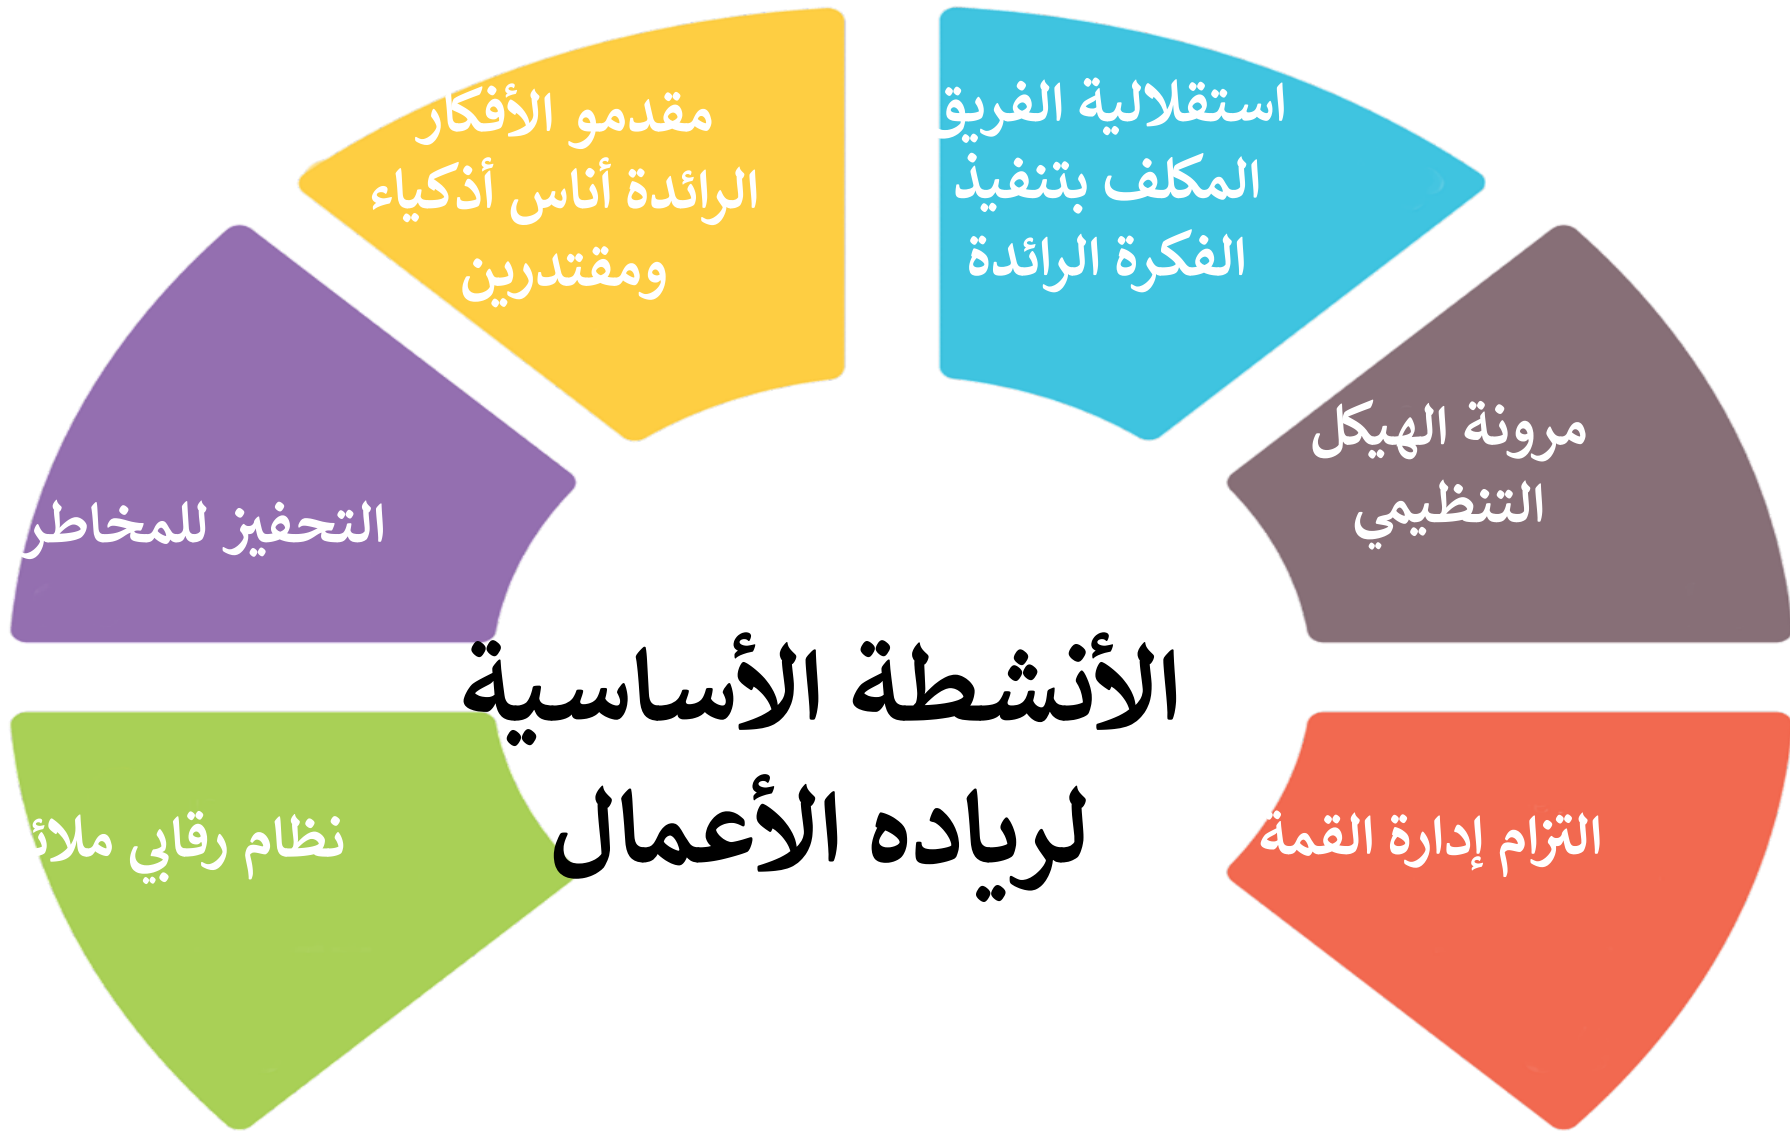 استقلالية الفريق
المكلف بتنفيذ
الفكرة الرائدة
مقدمو الأفكار
الرائدة أناس أذكياء
ومقتدرين
مرونة الهيكل
التنظيمي
التحفيز للمخاطر
الأنشطة الأساسية
لرياده الأعمال
التزام إدارة القمة
نظام رقابي